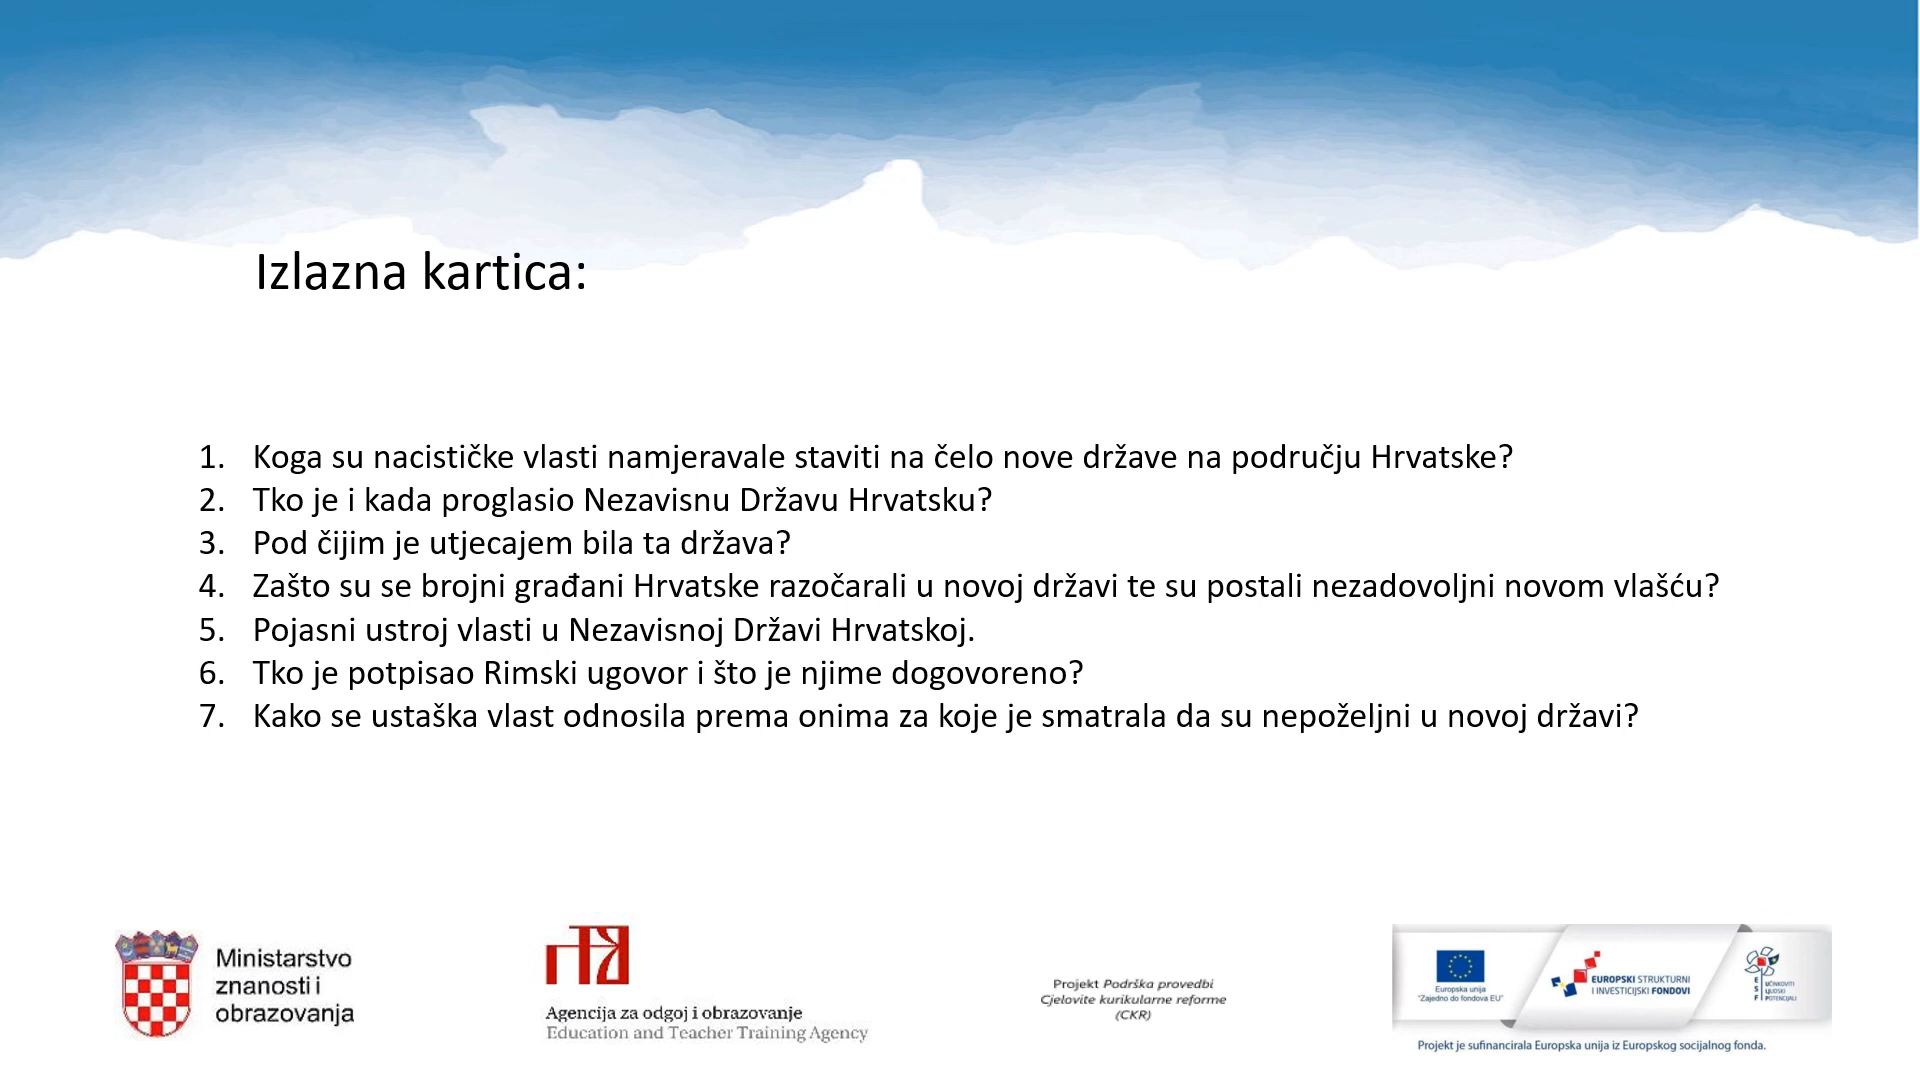 Izlazna kartica:
1. Koga su nacističke vlasti namjeravale staviti na čelo nove države na području Hrvatske?
2. Tko je i kada proglasio Nezavisnu Državu Hrvatsku?
3. Pod čijim je utjecajem bila ta država?
4. Zašto su se brojni građani Hrvatske razočarali u novoj državi te su postali nezadovoljni novom vlašću?
5. Pojasni ustroj vlasti u Nezavisnoj Državi Hrvatskoj.
6. Tko je potpisao Rimski ugovor i što je njime dogovoreno?
7. Kako se ustaška vlast odnosila prema onima za koje je smatrala da su nepoželjni u novoj državi?
Ministarstvo
znanosti i
obrazovanja
Agencija za odgoj i obrazovanje
Education and Teacher Training Agency
Projekt Podrška provedbi
Cjelovite kurikularne reforme
(CKR)
Europska unija
"Zajedno do fondova EU"
EUROPSKI STRUKTURNI
I INVESTICIJSKI FONDOVI
ESF
UČINKOVITI
LJUDSKI
POTENCIJALI
Projekt je sufinancirala Europska unija iz Europskog socijalnog fonda.